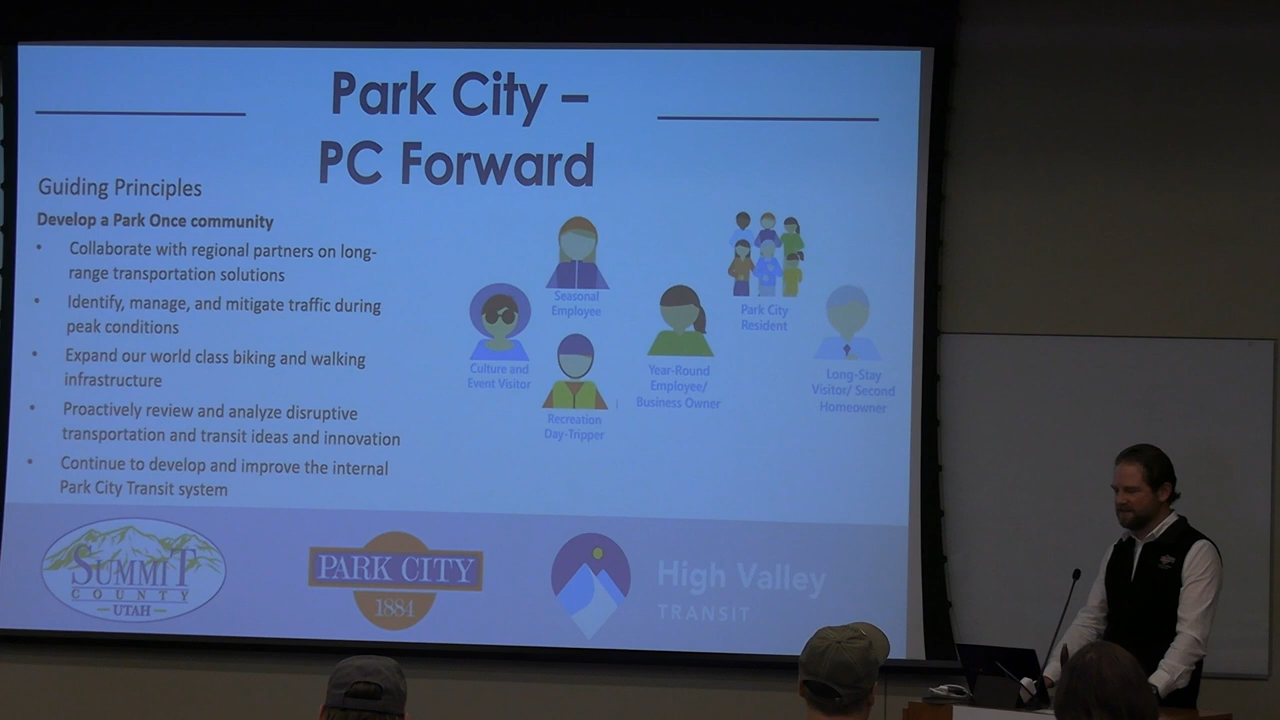 Park City –
PC Forward
Guiding Principles
Develop a Park Once community
• Collaborate with regional partners on long-
range transportation solutions
• Identify, manage, and mitigate traffic during
peak conditions
• Expand our world class biking and walking
infrastructure
• Proactively review and analyze disruptive
transportation and transit ideas and innovation
• Continue to develop and improve the internal
Park City Transit system
Seasonal
Employee
Culture and
Event Visitor
Recreation
Day-Tripper
Year-Round
Employee/
Business Owner
Park City
Resident
Long-Stay
Visitor/ Second
Homeowner
SUMMIT
COUNTY
UTAH
PARK CITY
1884
High Valley
TRANSIT